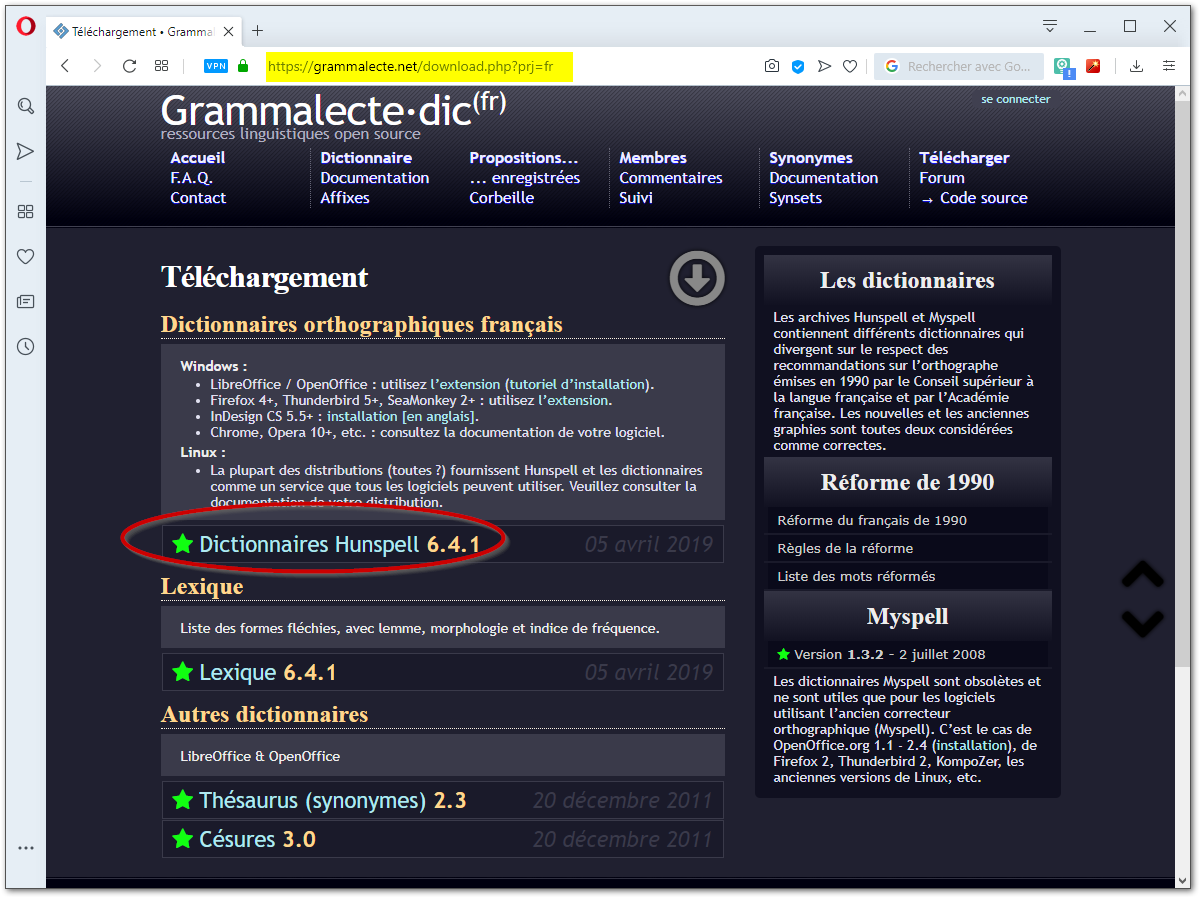 Téléchargement • Grammal
VPN
https://grammalecte.net/download.php?prj=fr
Rechercher avec Go...
Grammalecte·dic(fr)
ressources linguistiques open source
se connecter
Accueil
F.A.Q.
Contact
Dictionnaire
Documentation
Affixes
Propositions…
… enregistrées
Corbeille
Membres
Commentaires
Suivi
Synonymes
Documentation
Synsets
Télécharger
Forum
→ Code source
Téléchargement
Dictionnaires orthographiques français
Windows :
• LibreOffice / OpenOffice : utilisez l’extension (tutoriel d’installation).
• Firefox 4+, Thunderbird 5+, SeaMonkey 2+ : utilisez l’extension.
• InDesign CS 5.5+ : installation [en anglais].
• Chrome, Opera 10+, etc. : consultez la documentation de votre logiciel.
Linux :
• La plupart des distributions (toutes ?) fournissent Hunspell et les dictionnaires
comme un service que tous les logiciels peuvent utiliser. Veuillez consulter la
documentation de votre distribution.
Dictionnaires Hunspell 6.4.1 05 avril 2019
Lexique
Liste des formes fléchies, avec lemme, morphologie et indice de fréquence.
Lexique 6.4.1 05 avril 2019
Autres dictionnaires
LibreOffice & OpenOffice
Thésaurus (synonymes) 2.3 20 décembre 2011
Césures 3.0 20 décembre 2011
Les dictionnaires
Les archives Hunspell et Myspell
contiennent différents dictionnaires qui
divergent sur le respect des
recommandations sur l’orthographe
émises en 1990 par le Conseil supérieur à
la langue française et par l’Académie
française. Les nouvelles et les anciennes
graphies sont toutes deux considérées
comme correctes.
Réforme de 1990
Réforme du français de 1990
Règles de la réforme
Liste des mots réformés
Myspell
Version 1.3.2 - 2 juillet 2008
Les dictionnaires Myspell sont obsolètes et
ne sont utiles que pour les logiciels
utilisant l’ancien correcteur
orthographique (Myspell). C’est le cas de
OpenOffice.org 1.1 - 2.4 (installation), de
Firefox 2, Thunderbird 2, KompoZer, les
anciennes versions de Linux, etc.